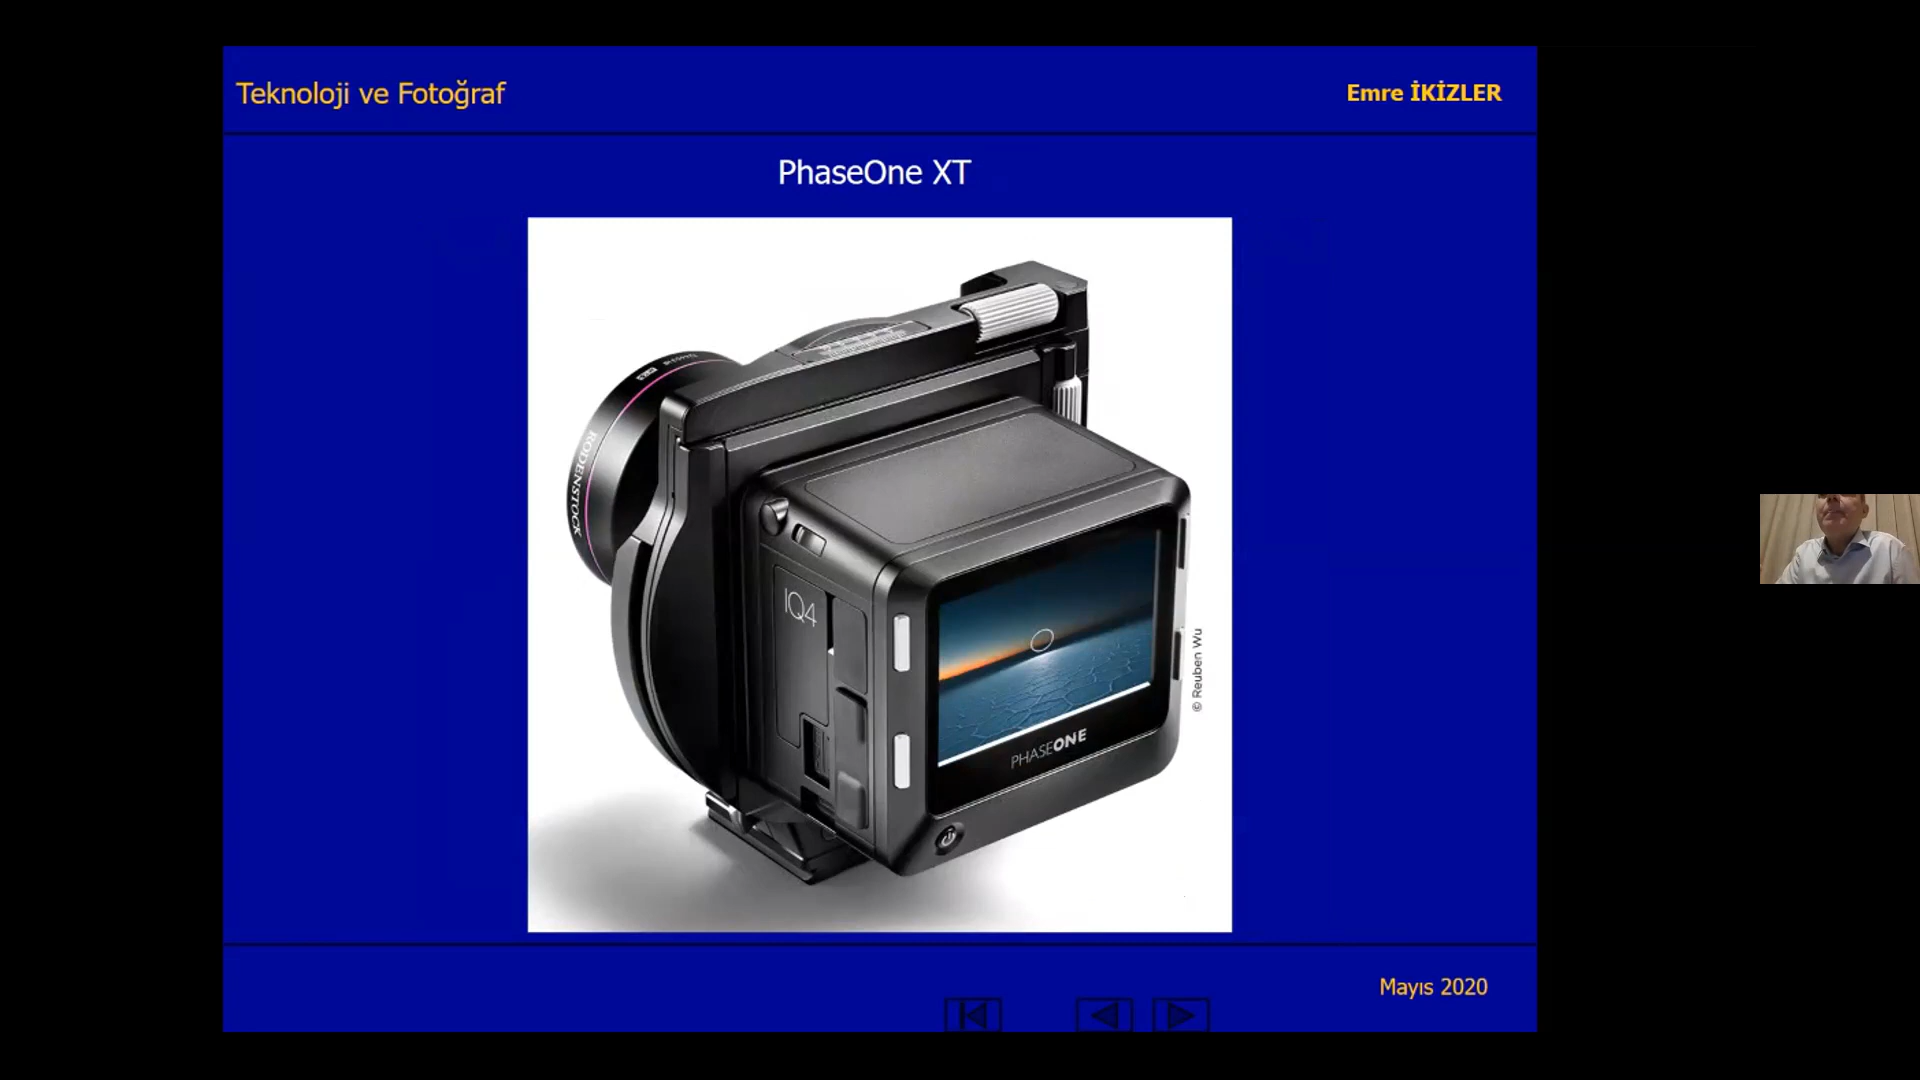 Teknoloji ve Fotoğraf
Emre İKİZLER
PhaseOne XT
RODENSTOCK
IQ4
PHASEONE
© Reuben Wu
Mayıs 2020